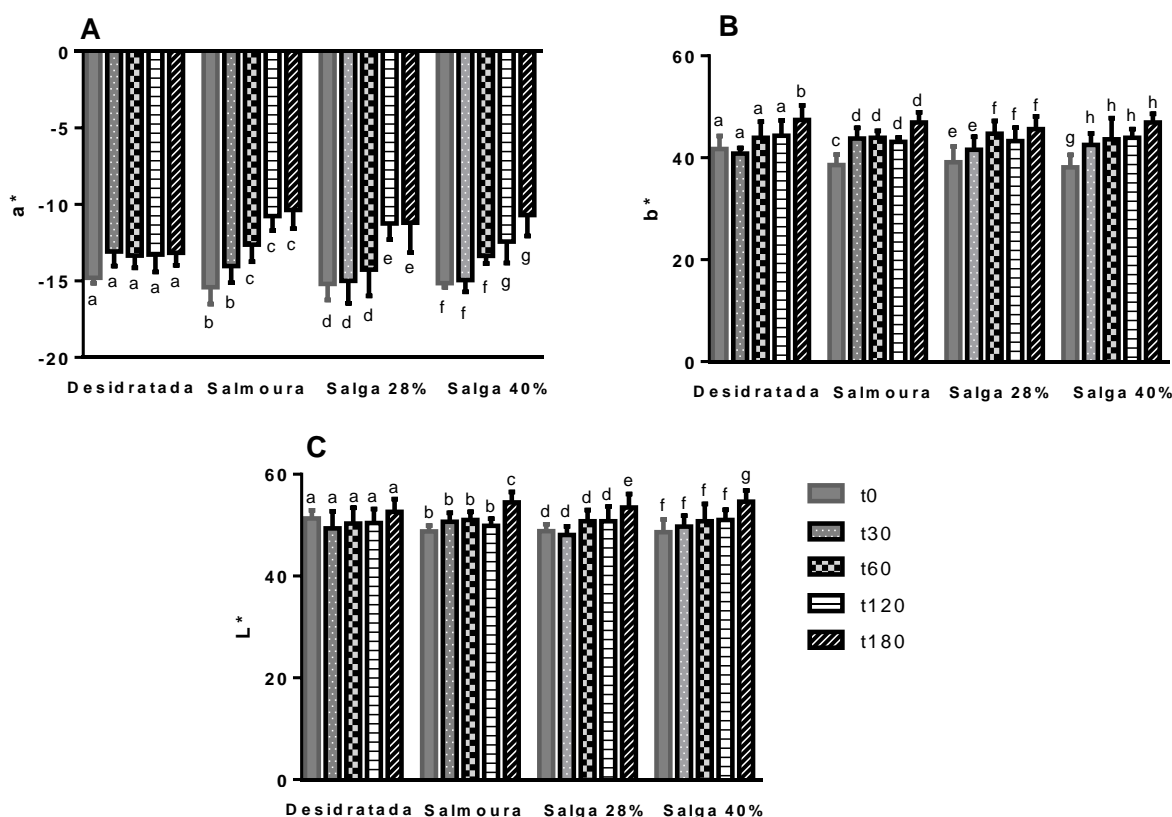 A
0
-5
-10
-15
-20
a*
a a a a a
b b c c c
d d d e e
f f f g g
Desidratada Salmoura Salga 28% Salga 40%
B
60
40
20
0
b*
a a a a b
c d d d d
e e f f f
g h h h h
Desidratada Salmoura Salga 28% Salga 40%
C
60
40
20
0
L*
a a a a a
b b b b c
d d d d e
f f f f g
Desidratada Salmoura Salga 28% Salga 40%
t0
t30
t60
t120
t180